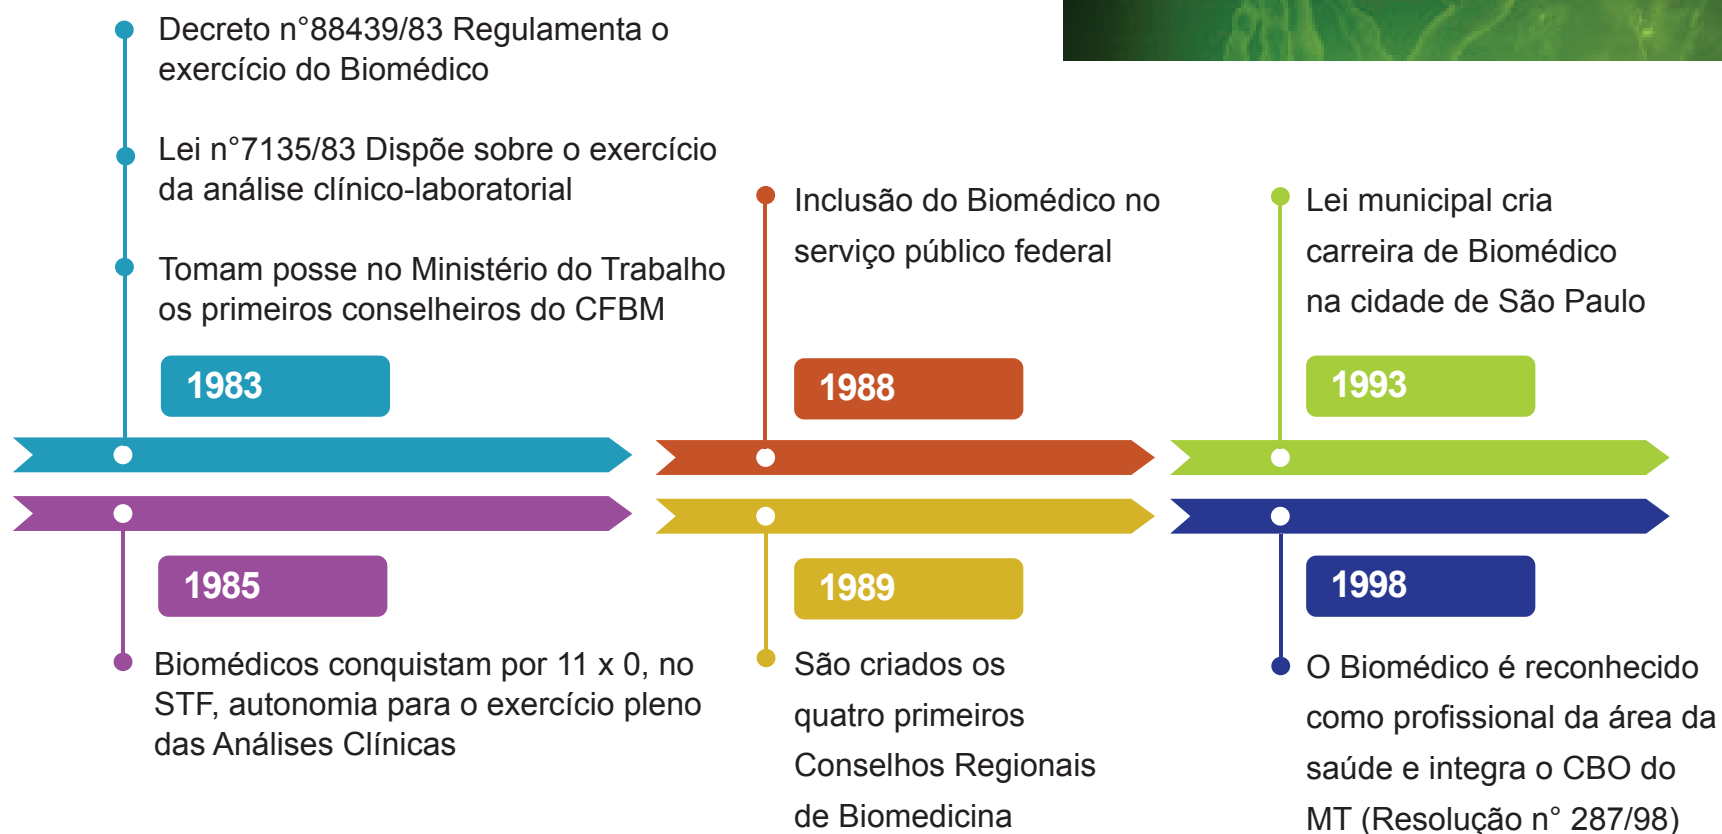 Decreto n°88439/83 Regulamenta o
exercício do Biomédico
Lei n°7135/83 Dispõe sobre o exercício
da análise clínico-laboratorial
Tomam posse no Ministério do Trabalho
os primeiros conselheiros do CFBM
1983
Inclusão do Biomédico no
serviço público federal
1988
Lei municipal cria
carreira de Biomédico
na cidade de São Paulo
1993
1985
Biomédicos conquistam por 11 x 0, no
STF, autonomia para o exercício pleno
das Análises Clínicas
1989
São criados os
quatro primeiros
Conselhos Regionais
de Biomedicina
1998
O Biomédico é reconhecido
como profissional da área da
saúde e integra o CBO do
MT (Resolução n° 287/98)